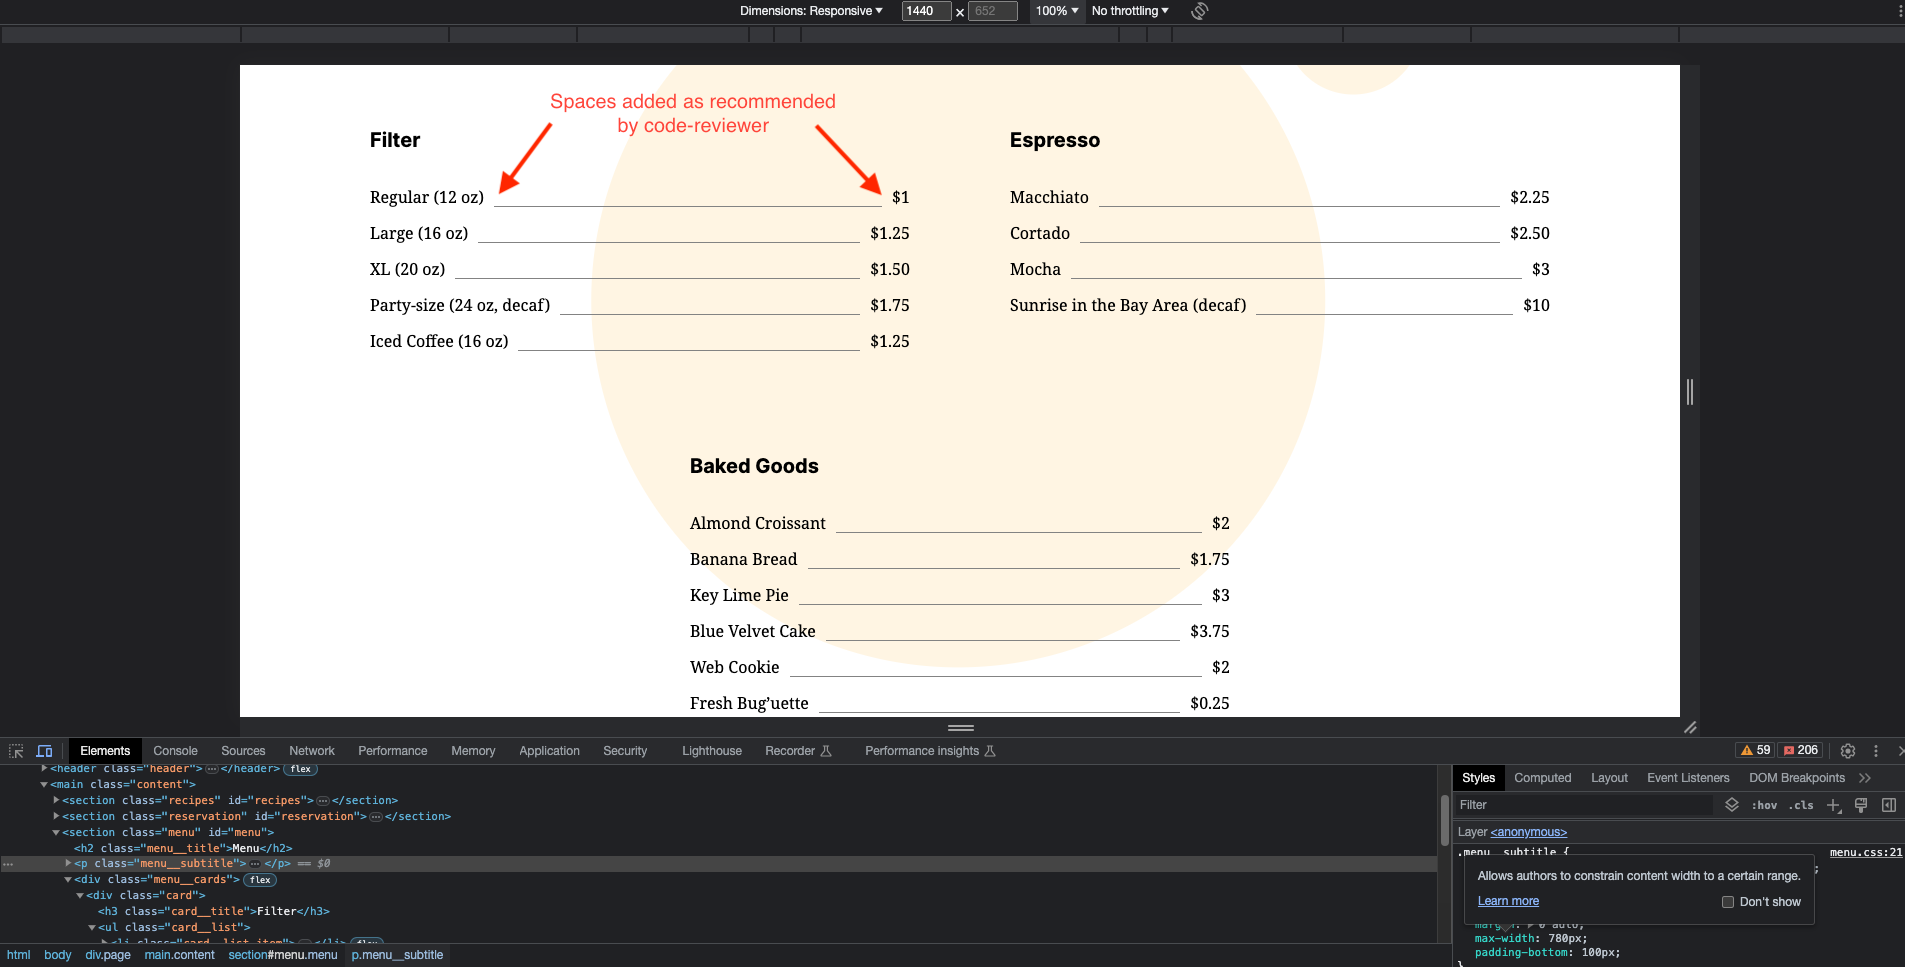 Dimensions: Responsive ▾ 1440 × 652 100% ▾ No throttling ▾
Spaces added as recommended
by code-reviewer
Filter
Regular (12 oz) $1
Large (16 oz) $1.25
XL (20 oz) $1.50
Party-size (24 oz, decaf) $1.75
Iced Coffee (16 oz) $1.25
Espresso
Macchiato $2.25
Cortado $2.50
Mocha $3
Sunrise in the Bay Area (decaf) $10
Baked Goods
Almond Croissant $2
Banana Bread $1.75
Key Lime Pie $3
Blue Velvet Cake $3.75
Web Cookie $2
Fresh Bug’uette $0.25
Elements Console Sources Network Performance Memory Application Security Lighthouse Recorder Performance insights 59 206
<header class="header"> ⋯ </header> flex
<main class="content">
<section class="recipes" id="recipes"> ⋯ </section>
<section class="reservation" id="reservation"> ⋯ </section>
<section class="menu" id="menu">
<h2 class="menu__title">Menu</h2>
<p class="menu__subtitle"> ⋯ </p> == $0
<div class="menu__cards"> flex
<div class="card">
<h3 class="card__title">Filter</h3>
<ul class="card__list">
<li class="card__list-item"> ⋯ </li> flex
html body div.page main.content section#menu.menu p.menu__subtitle
Styles Computed Layout Event Listeners DOM Breakpoints
Filter :hov .cls
Layer <anonymous>
.menu__subtitle { menu.css:21
Allows authors to constrain content width to a certain range.
Learn more Don't show
margin: ▸ 0 auto;
max-width: 780px;
padding-bottom: 100px;
}